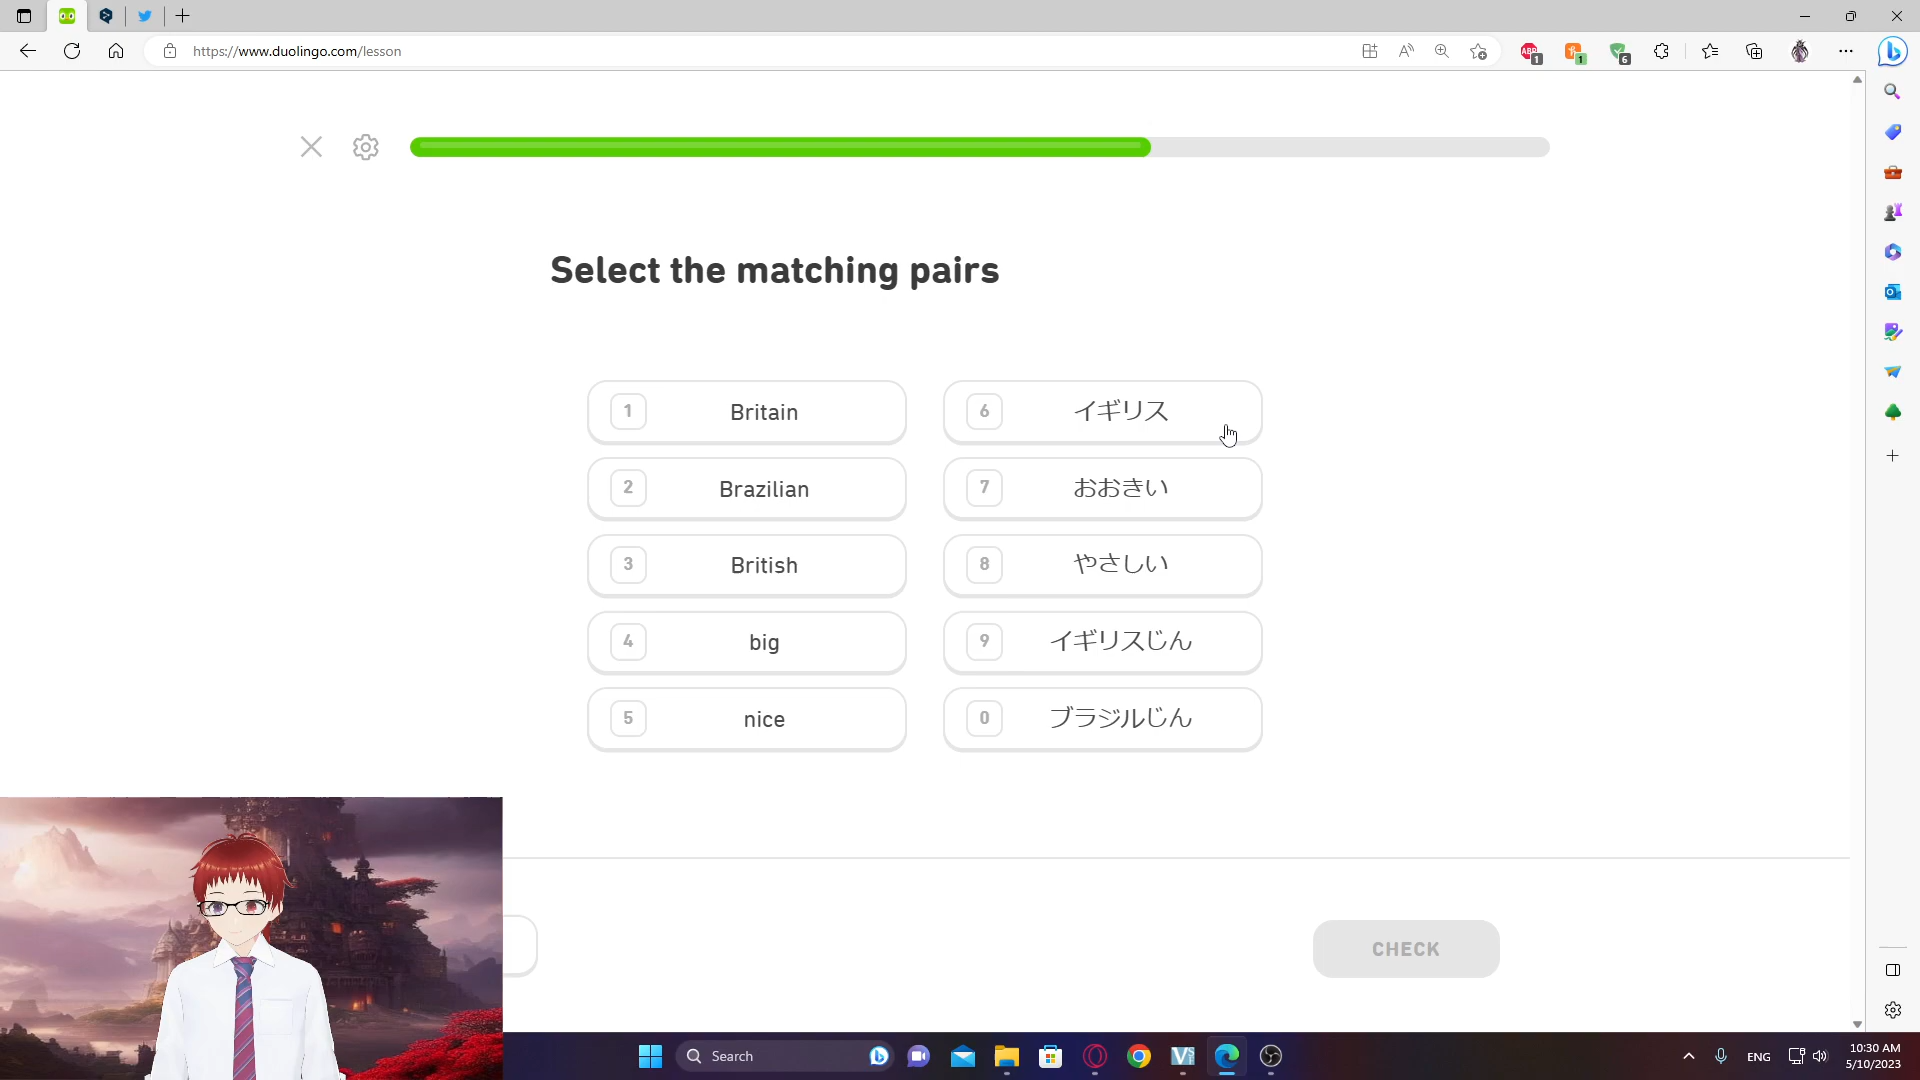 https://www.duolingo.com/lesson
Select the matching pairs
1 Britain 6 イギリス
2 Brazilian 7 おおきい
3 British 8 やさしい
4 big 9 イギリスじん
5 nice 0 ブラジルじん
CHECK
Search
ENG
10:30 AM
5/10/2023